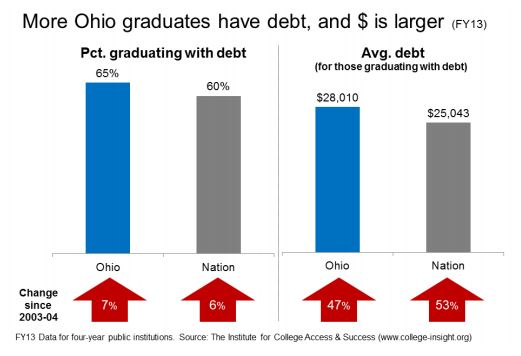 More Ohio graduates have debt, and $ is larger (FY13)
Pct. graduating with debt
65%
60%
Ohio
Nation
Avg. debt
(for those graduating with debt)
$28,010
$25,043
Ohio
Nation
Change
since
2003-04
7%
6%
47%
53%
FY13 Data for four-year public institutions. Source: The Institute for College Access & Success (www.college-insight.org)